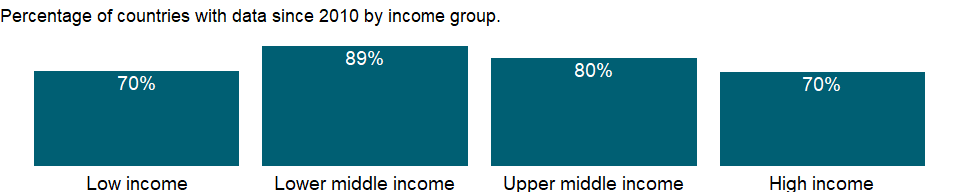 Percentage of countries with data since 2010 by income group.
70%
89%
80%
70%
Low income
Lower middle income
Upper middle income
High income